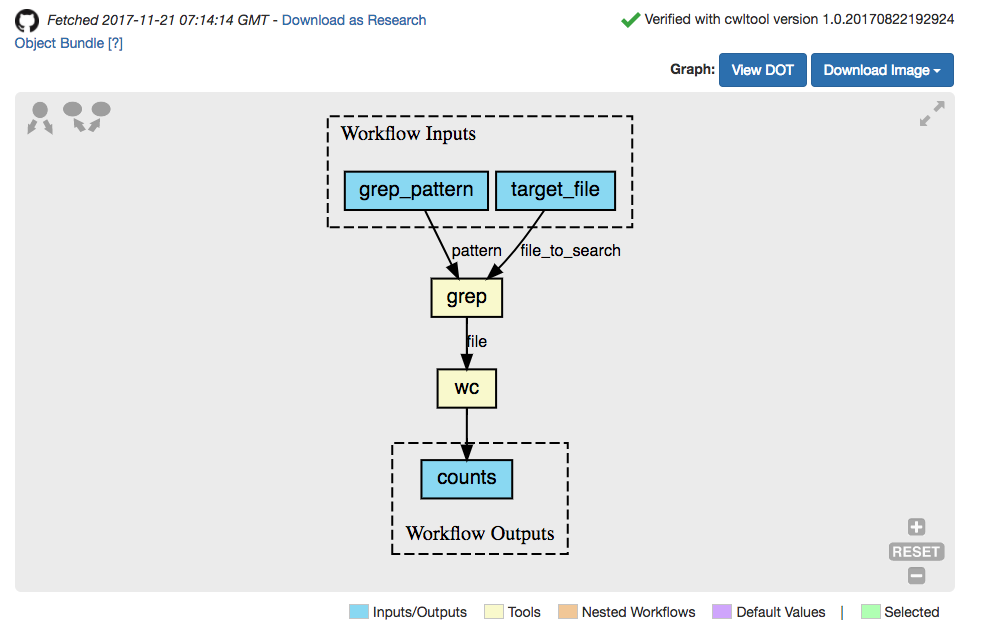 Fetched 2017-11-21 07:14:14 GMT - Download as Research
Object Bundle [?]
Verified with cwltool version 1.0.20170822192924
Graph: View DOT Download Image
Workflow Inputs
grep_pattern target_file
pattern file_to_search
grep
file
wc
counts
Workflow Outputs
RESET
Inputs/Outputs Tools Nested Workflows Default Values | Selected